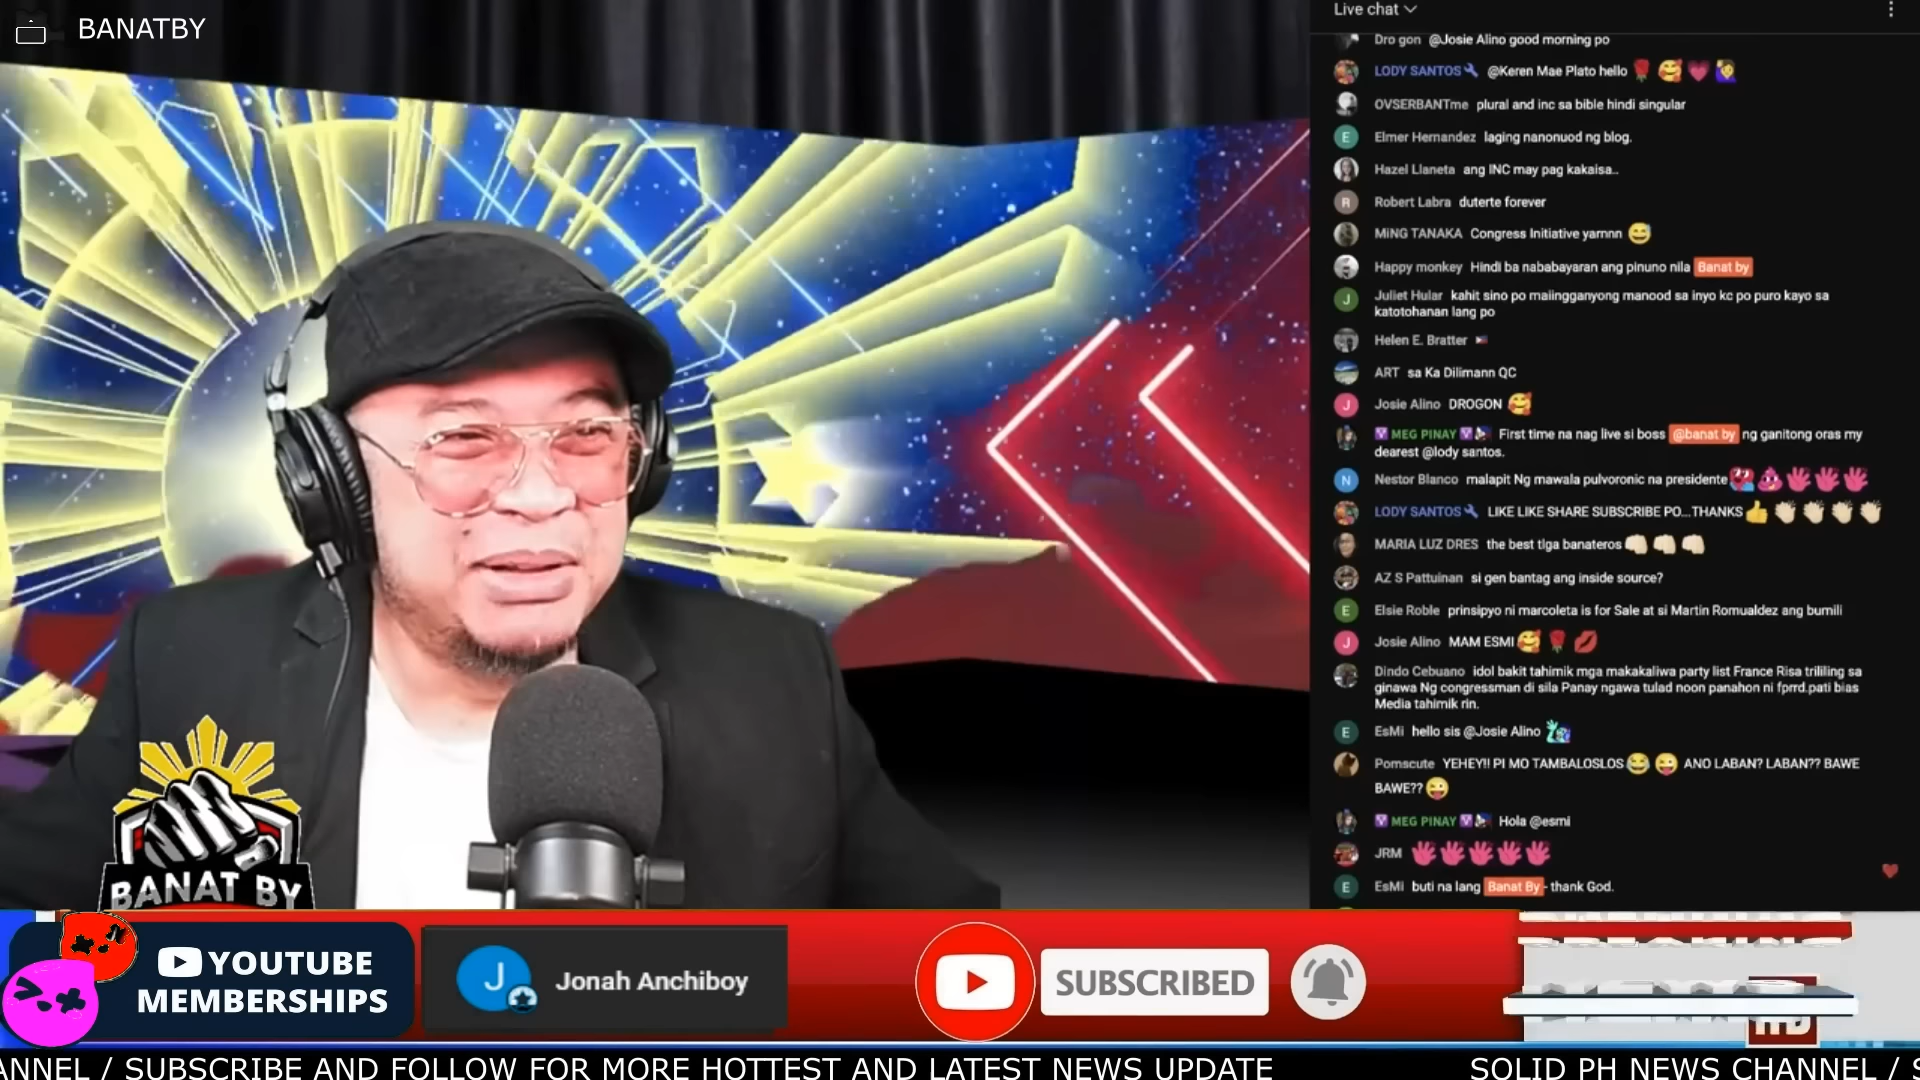 BANATBY
Live chat
Dro gon @Josie Alino good morning po
LODY SANTOS @Keren Mae Plato hello
OVSERBANTme plural and inc sa bible hindi singular
E Elmer Hernandez laging nanonuod ng blog.
Hazel Llaneta ang INC may pag kakaisa..
R Robert Labra duterte forever
MiNG TANAKA Congress Initiative yarnnn
Happy monkey Hindi ba nababayaran ang pinuno nila Banat by
J Juliet Hular kahit sino po maiingganyong manood sa inyo kc po puro kayo sa
katotohanan lang po
Helen E. Bratter
ART sa Ka Dilimann QC
J Josie Alino DROGON
MEG PINAY First time na nag live si boss @banat by ng ganitong oras my
dearest @lody santos.
N Nestor Blanco malapit Ng mawala pulvoronic na presidente
LODY SANTOS LIKE LIKE SHARE SUBSCRIBE PO...THANKS
MARIA LUZ DRES the best tlga banateros
AZ S Pattuinan si gen bantag ang inside source?
E Elsie Roble prinsipyo ni marcoleta is for Sale at si Martin Romualdez ang bumili
J Josie Alino MAM ESMI
Dindo Cebuano idol bakit tahimik mga makakaliwa party list France Risa trililing sa
ginawa Ng congressman di sila Panay ngawa tulad noon panahon ni fprrd.pati bias
Media tahimik rin.
E EsMi hello sis @Josie Alino
Pomscute YEHEY!! PI MO TAMBALOSLOS ANO LABAN? LABAN?? BAWE
BAWE??
MEG PINAY Hola @esmi
JRM
E EsMi buti na lang Banat By - thank God.
BANAT BY
YOUTUBE
MEMBERSHIPS
J Jonah Anchiboy
SUBSCRIBED
ANNEL / SUBSCRIBE AND FOLLOW FOR MORE HOTTEST AND LATEST NEWS UPDATE SOLID PH NEWS CHANNEL / S